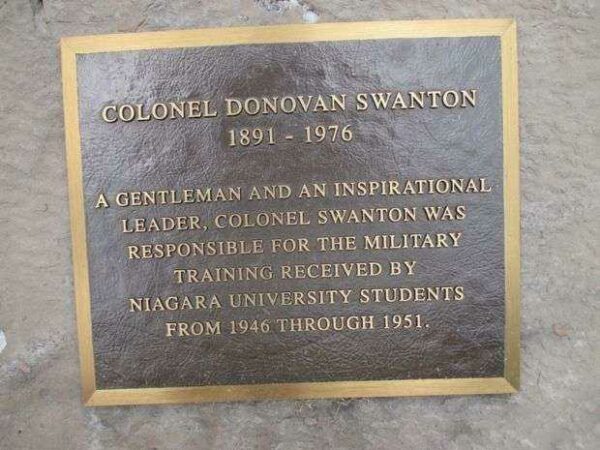 COLONEL DONOVAN SWANTON
1891 - 1976
A GENTLEMAN AND AN INSPIRATIONAL
LEADER, COLONEL SWANTON WAS
RESPONSIBLE FOR THE MILITARY
TRAINING RECEIVED BY
NIAGARA UNIVERSITY STUDENTS
FROM 1946 THROUGH 1951.